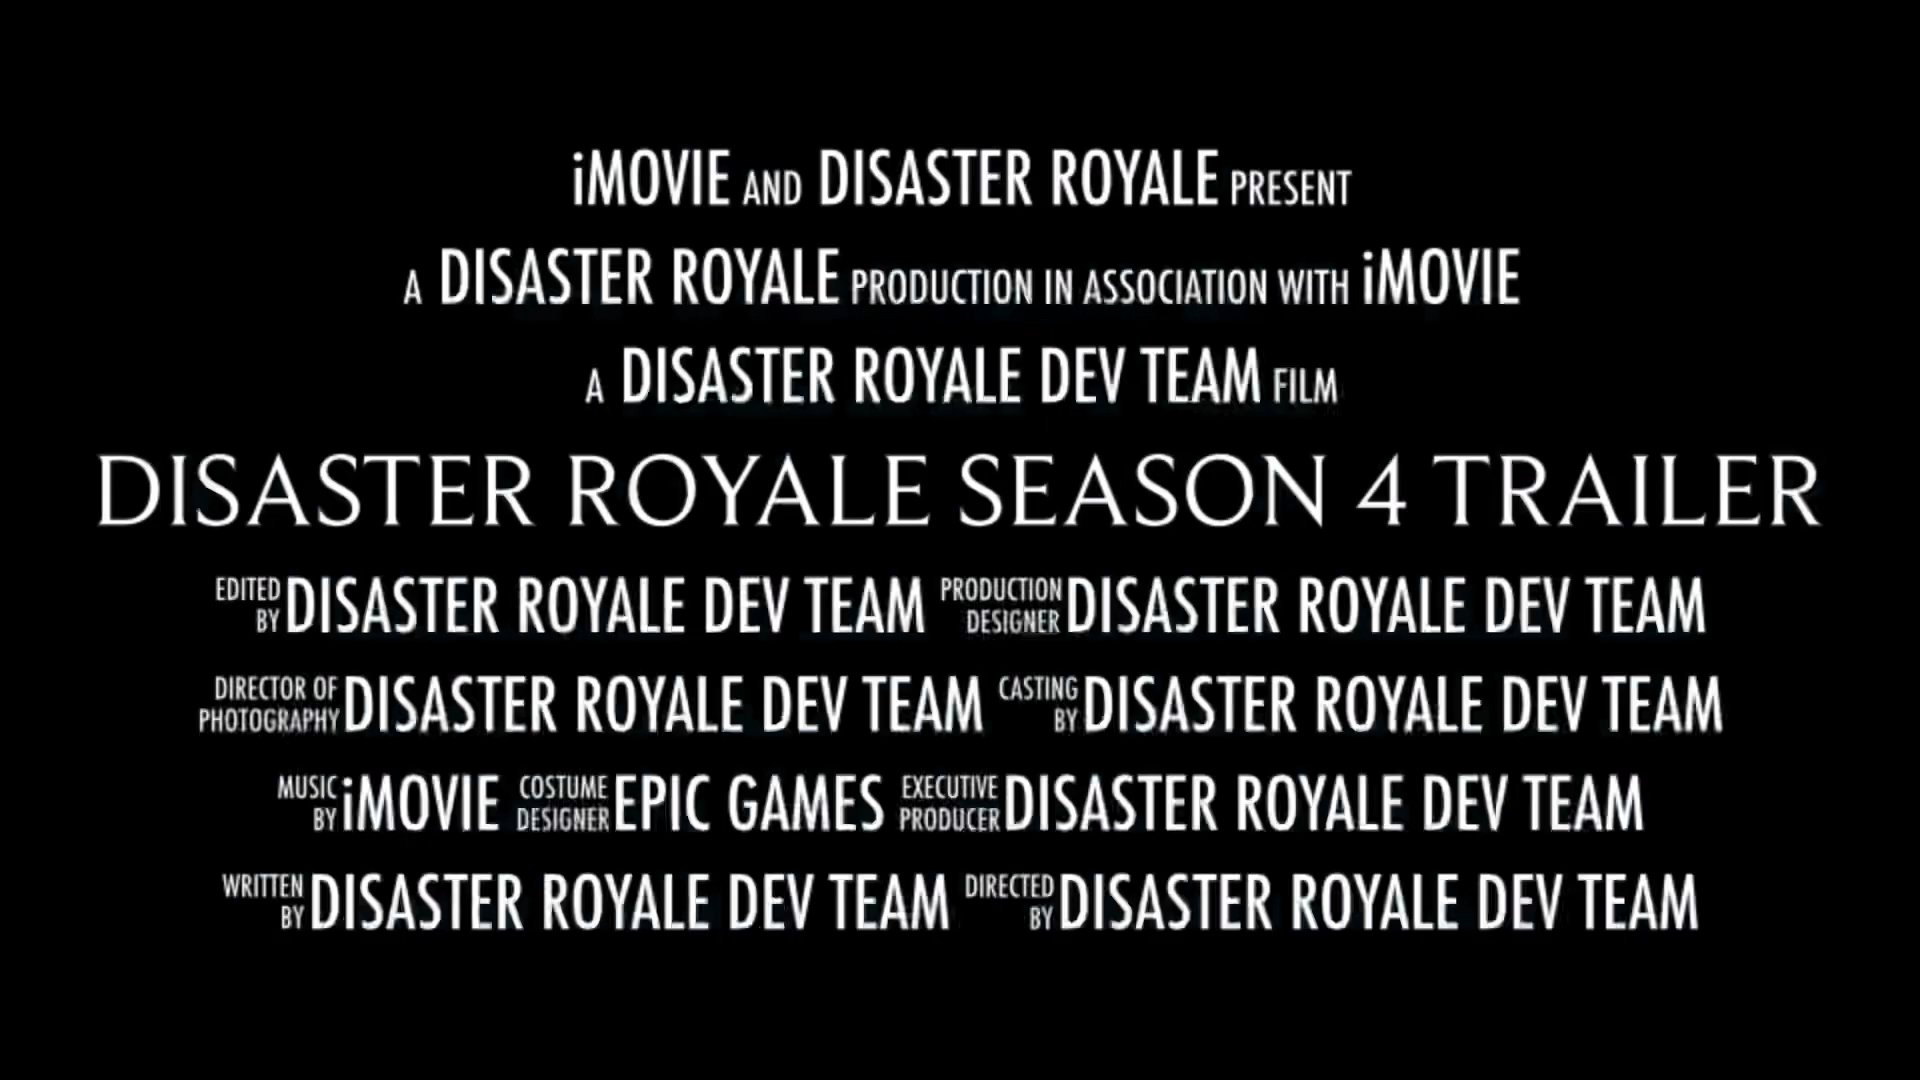 iMOVIE AND DISASTER ROYALE PRESENT
A DISASTER ROYALE PRODUCTION IN ASSOCIATION WITH iMOVIE
A DISASTER ROYALE DEV TEAM FILM
DISASTER ROYALE SEASON 4 TRAILER
EDITED BY DISASTER ROYALE DEV TEAM PRODUCTION DESIGNER DISASTER ROYALE DEV TEAM
DIRECTOR OF PHOTOGRAPHY DISASTER ROYALE DEV TEAM CASTING BY DISASTER ROYALE DEV TEAM
MUSIC BY iMOVIE COSTUME DESIGNER EPIC GAMES EXECUTIVE PRODUCER DISASTER ROYALE DEV TEAM
WRITTEN BY DISASTER ROYALE DEV TEAM DIRECTED BY DISASTER ROYALE DEV TEAM